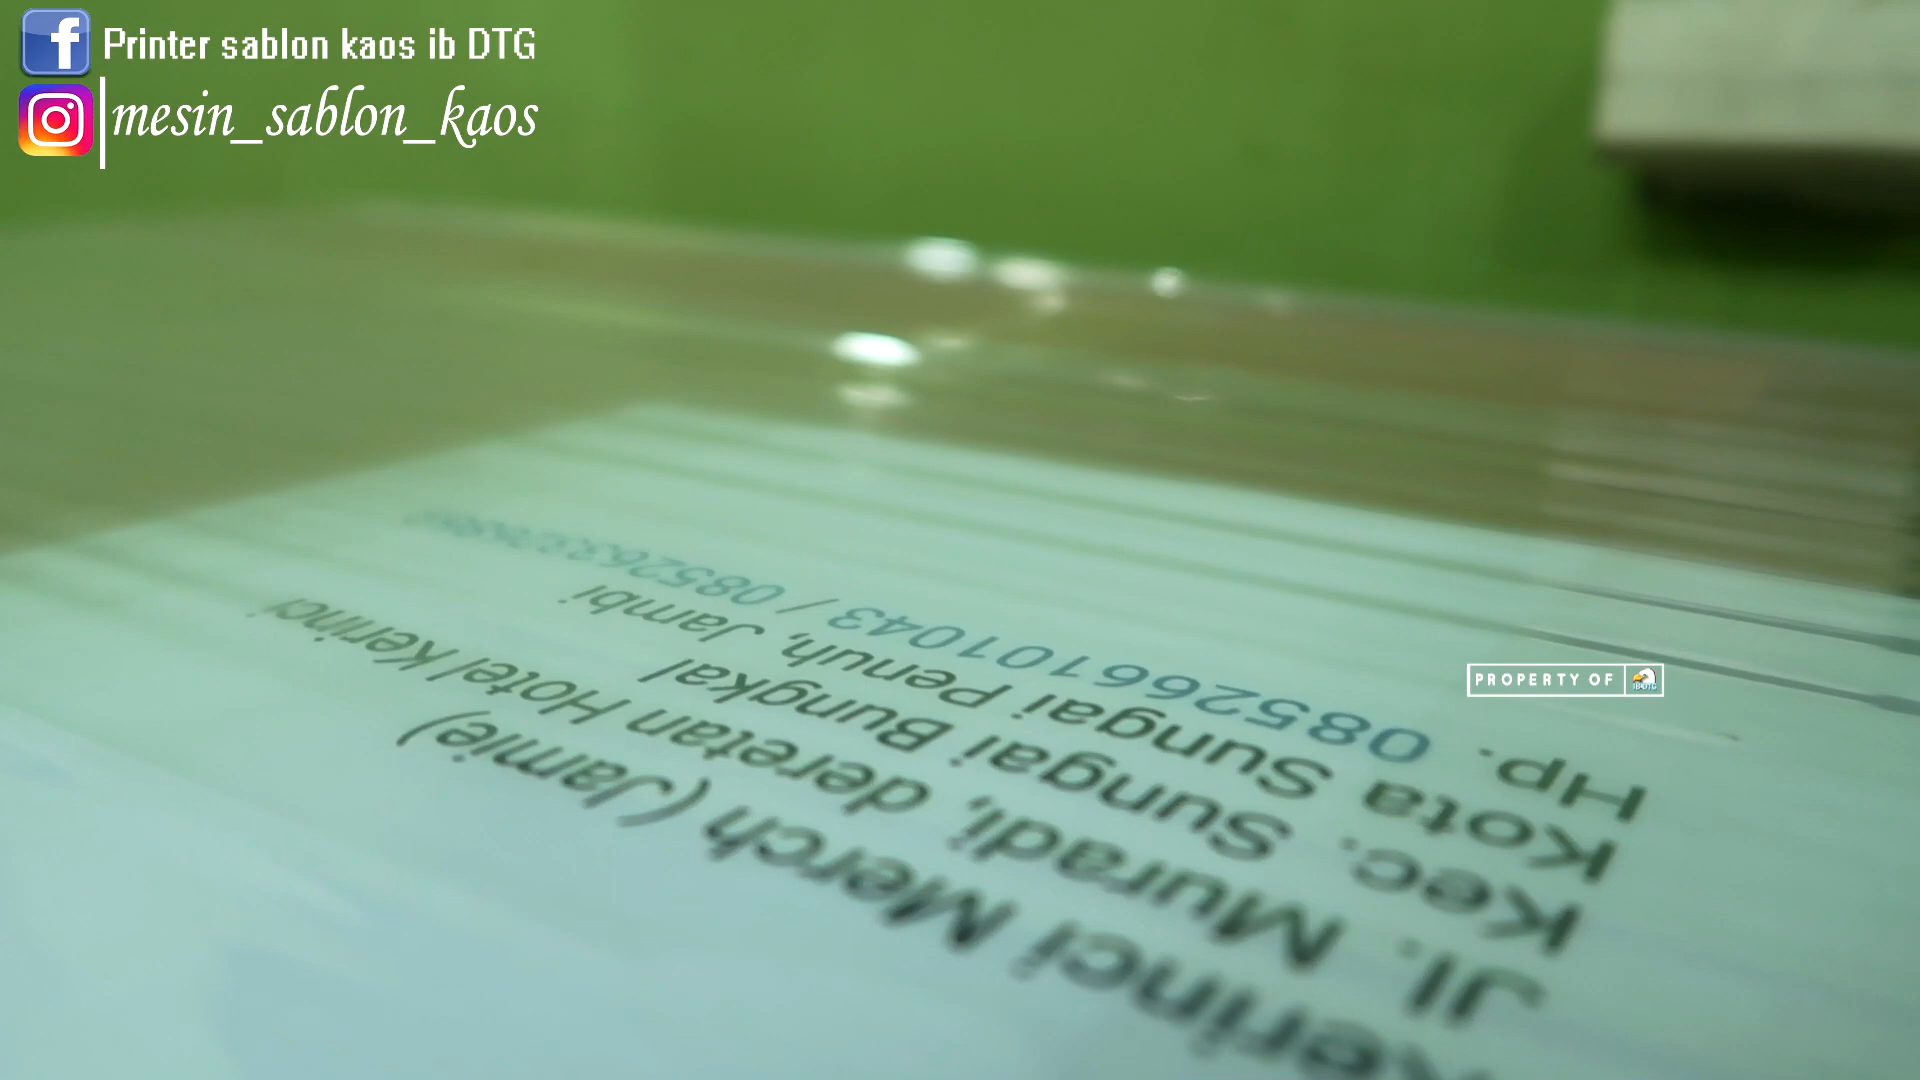 Printer sablon kaos ib DTG
mesin_sablon_kaos
PROPERTY OF
Kerinci Merch (Jamie)
Jl. Muradi, deretan Hotel Kerinci
Kec. Sungai Bungkal
Kota Sungai Penuh, Jambi
Hp. 085266101043 /